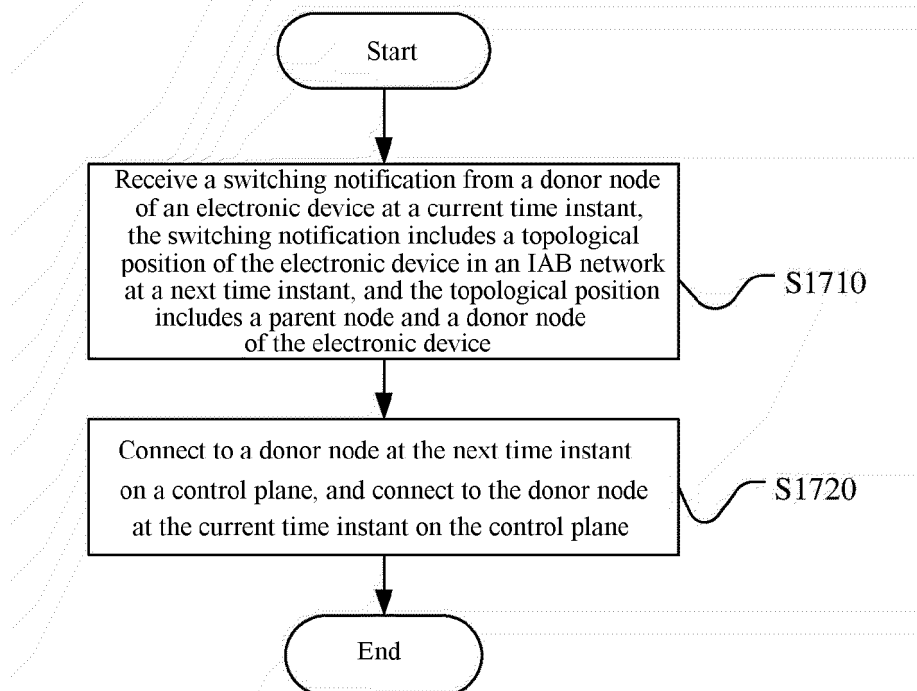 Start
Receive a switching notification from a donor node
of an electronic device at a current time instant,
the switching notification includes a topological
position of the electronic device in an IAB network
at a next time instant, and the topological position
includes a parent node and a donor node
of the electronic device
S1710
Connect to a donor node at the next time instant
on a control plane, and connect to the donor node
at the current time instant on the control plane
S1720
End